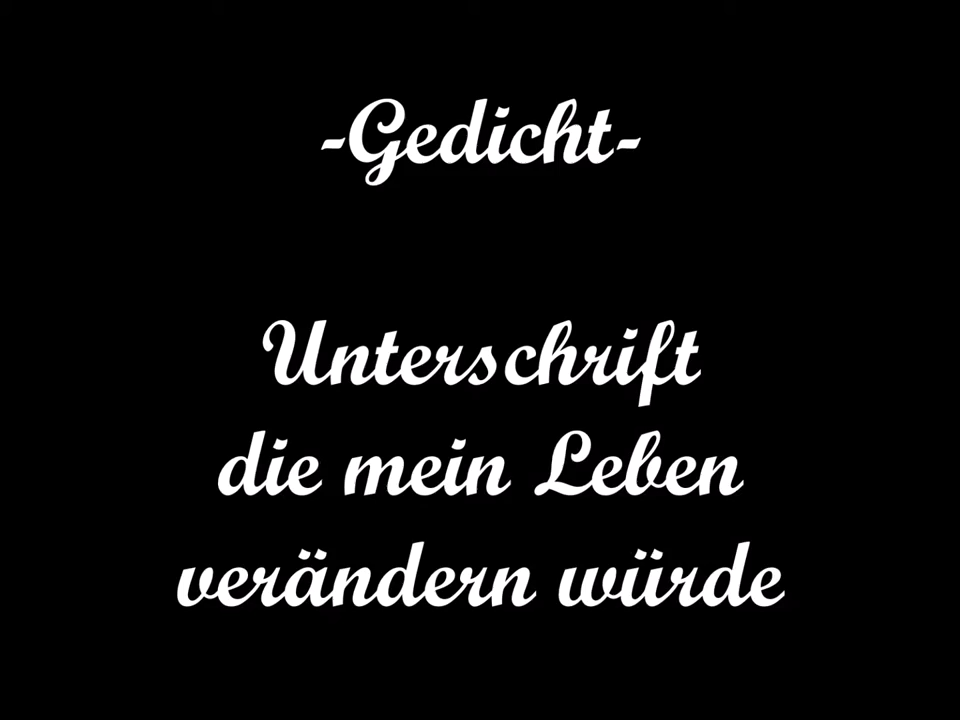 -Gedicht-
Unterschrift
die mein Leben
verändern würde